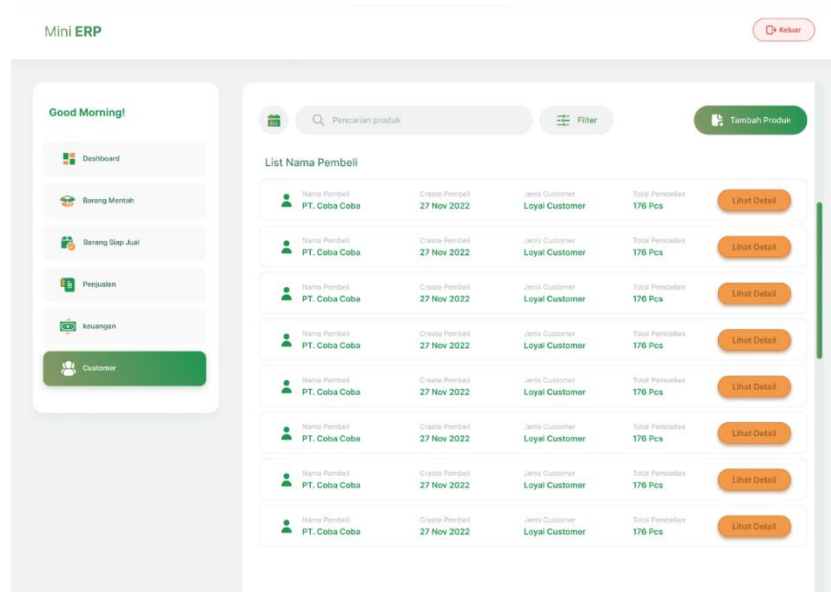 Mini ERP
Keluar
Good Morning!
Dashboard
Barang Mentah
Barang Siap Jual
Penjualan
keuangan
Customer
Pencarian produk
Filter
Tambah Produk
List Nama Pembeli
Nama Pembeli Create Pembeli Jenis Customer Total Pembelian
PT. Coba Coba 27 Nov 2022 Loyal Customer 176 Pcs Lihat Detail
Nama Pembeli Create Pembeli Jenis Customer Total Pembelian
PT. Coba Coba 27 Nov 2022 Loyal Customer 176 Pcs Lihat Detail
Nama Pembeli Create Pembeli Jenis Customer Total Pembelian
PT. Coba Coba 27 Nov 2022 Loyal Customer 176 Pcs Lihat Detail
Nama Pembeli Create Pembeli Jenis Customer Total Pembelian
PT. Coba Coba 27 Nov 2022 Loyal Customer 176 Pcs Lihat Detail
Nama Pembeli Create Pembeli Jenis Customer Total Pembelian
PT. Coba Coba 27 Nov 2022 Loyal Customer 176 Pcs Lihat Detail
Nama Pembeli Create Pembeli Jenis Customer Total Pembelian
PT. Coba Coba 27 Nov 2022 Loyal Customer 176 Pcs Lihat Detail
Nama Pembeli Create Pembeli Jenis Customer Total Pembelian
PT. Coba Coba 27 Nov 2022 Loyal Customer 176 Pcs Lihat Detail
Nama Pembeli Create Pembeli Jenis Customer Total Pembelian
PT. Coba Coba 27 Nov 2022 Loyal Customer 176 Pcs Lihat Detail